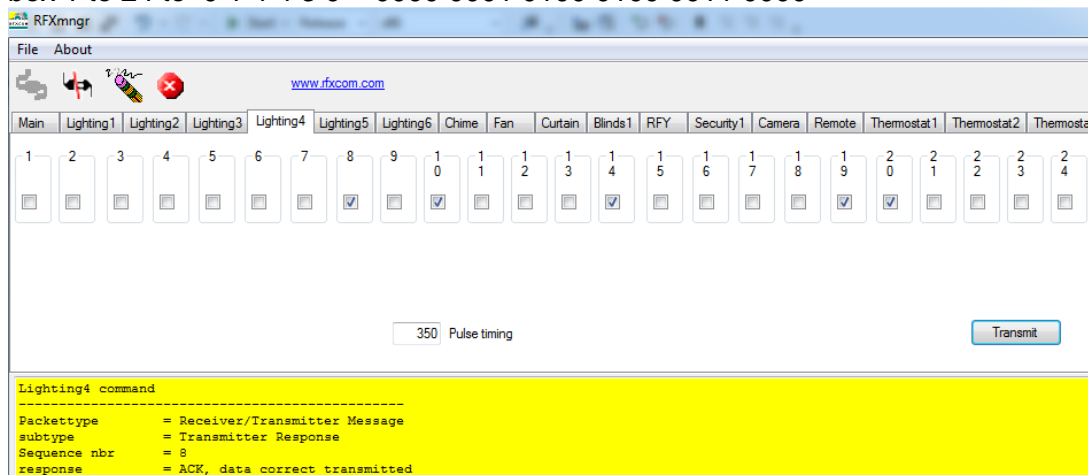 RFXmngr
File About
www.rfxcom.com
Main Lighting1 Lighting2 Lighting3 Lighting4 Lighting5 Lighting6 Chime Fan Curtain Blinds1 RFY Security1 Camera Remote Thermostat1 Thermostat2 Thermosta
1 2 3 4 5 6 7 8 9 10 11 12 13 14 15 16 17 18 19 20 21 22 23 24
350 Pulse timing Transmit
Lighting4 command
------------------------------------------------
Packettype = Receiver/Transmitter Message
subtype = Transmitter Response
Sequence nbr = 8
response = ACK, data correct transmitted